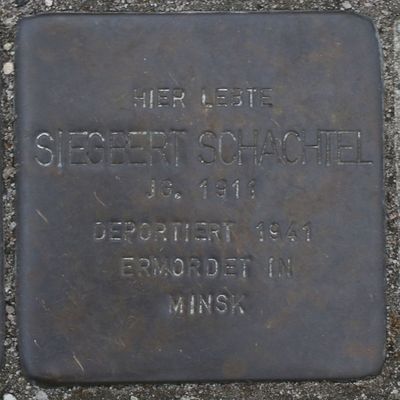 HIER LEBTE
SIEGBERT SCHACHTEL
JG. 1911
DEPORTIERT 1941
ERMORDET IN
MINSK